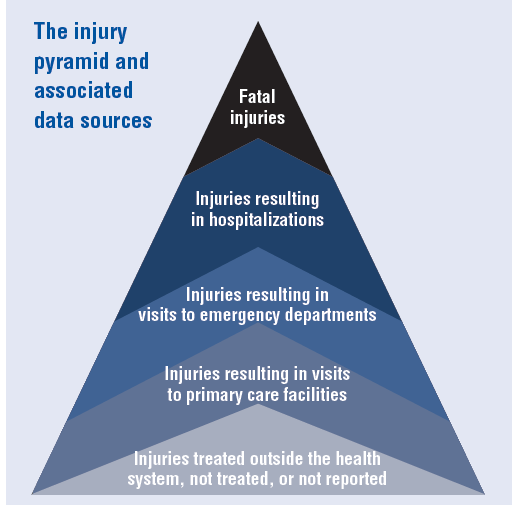 The injury
pyramid and
associated
data sources
Fatal
injuries
Injuries resulting
in hospitalizations
Injuries resulting in
visits to emergency departments
Injuries resulting in visits
to primary care facilities
Injuries treated outside the health
system, not treated, or not reported